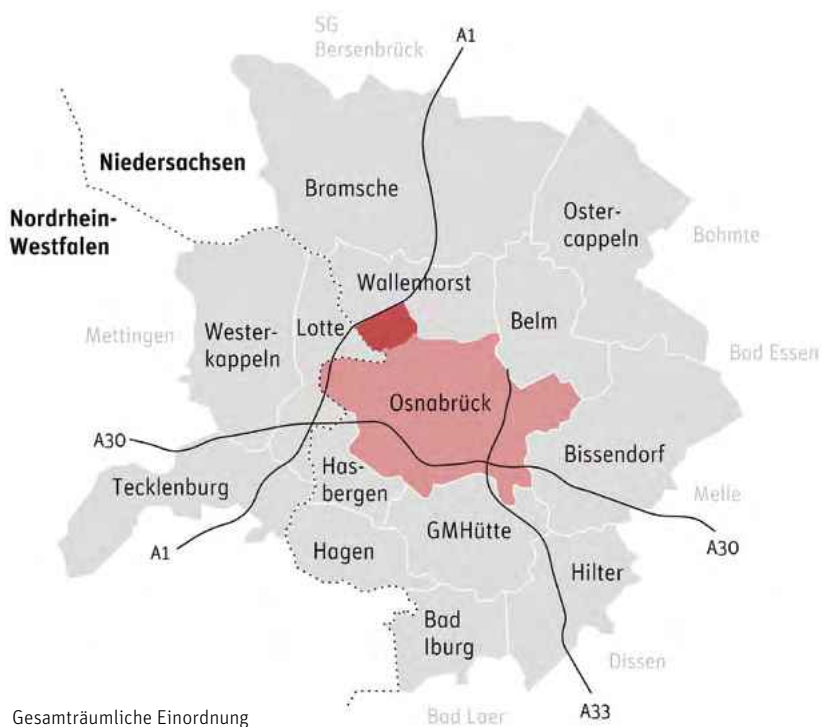 SG
Bersenbrück
A1
Niedersachsen
Bramsche
Oster-
cappeln
Nordrhein-
Westfalen
Bohmte
Wallenhorst
Mettingen
Wester-
kappeln
Lotte
Belm
Bad Essen
Osnabrück
A30
Bissendorf
Has-
bergen
Tecklenburg
Melle
GMHütte
A1
Hagen
A30
Hilter
Bad
Iburg
Dissen
Gesamträumliche Einordnung
Bad Laer
A33